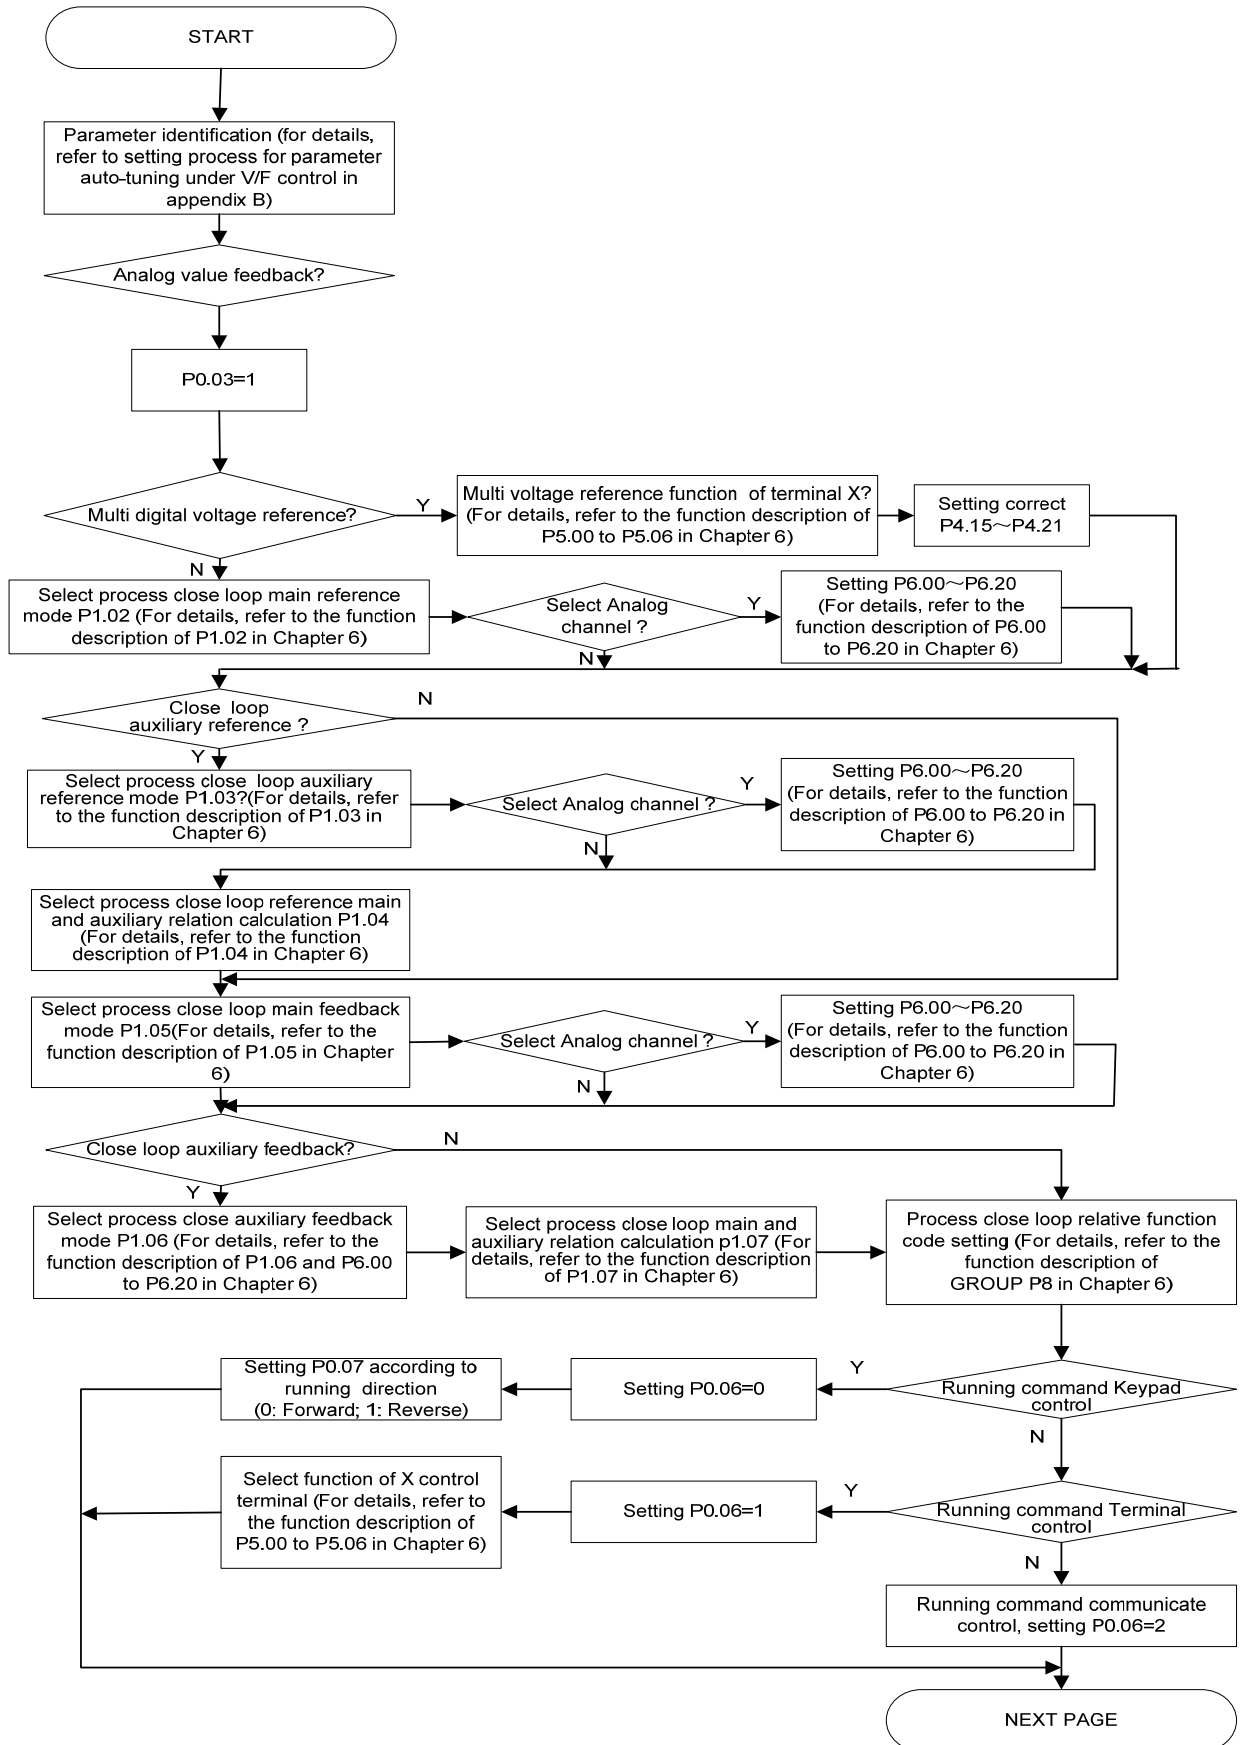 START
Parameter identification (for details,
refer to setting process for parameter
auto-tuning under V/F control in
appendix B)
Analog value feedback?
P0.03=1
Multi digital voltage reference?
Y
Multi voltage reference function of terminal X?
(For details, refer to the function description of
P5.00 to P5.06 in Chapter 6)
Setting correct
P4.15～P4.21
N
Select process close loop main reference
mode P1.02 (For details, refer to the function
description of P1.02 in Chapter 6)
Select Analog
channel ?
Y
Setting P6.00～P6.20
(For details, refer to the
function description of P6.00
to P6.20 in Chapter 6)
N
Close loop
auxiliary reference ?
N
Y
Select process close loop auxiliary
reference mode P1.03?(For details, refer
to the function description of P1.03 in
Chapter 6)
Select Analog channel ?
Y
Setting P6.00～P6.20
(For details, refer to the function
description of P6.00 to P6.20 in
Chapter 6)
N
Select process close loop reference main
and auxiliary relation calculation P1.04
(For details, refer to the function
description of P1.04 in Chapter 6)
Select process close loop main feedback
mode P1.05(For details, refer to the
function description of P1.05 in Chapter
6)
Select Analog channel ?
Y
Setting P6.00～P6.20
(For details, refer to the function
description of P6.00 to P6.20 in
Chapter 6)
N
Close loop auxiliary feedback?
N
Y
Select process close auxiliary feedback
mode P1.06 (For details, refer to the
function description of P1.06 and P6.00
to P6.20 in Chapter 6)
Select process close loop main and
auxiliary relation calculation p1.07 (For
details, refer to the function description
of P1.07 in Chapter 6)
Process close loop relative function
code setting (For details, refer to the
function description of
GROUP P8 in Chapter 6)
Running command Keypad
control
Y
Setting P0.06=0
Setting P0.07 according to
running direction
(0: Forward; 1: Reverse)
N
Running command Terminal
control
Y
Setting P0.06=1
Select function of X control
terminal (For details, refer to
the function description of
P5.00 to P5.06 in Chapter 6)
N
Running command communicate
control, setting P0.06=2
NEXT PAGE